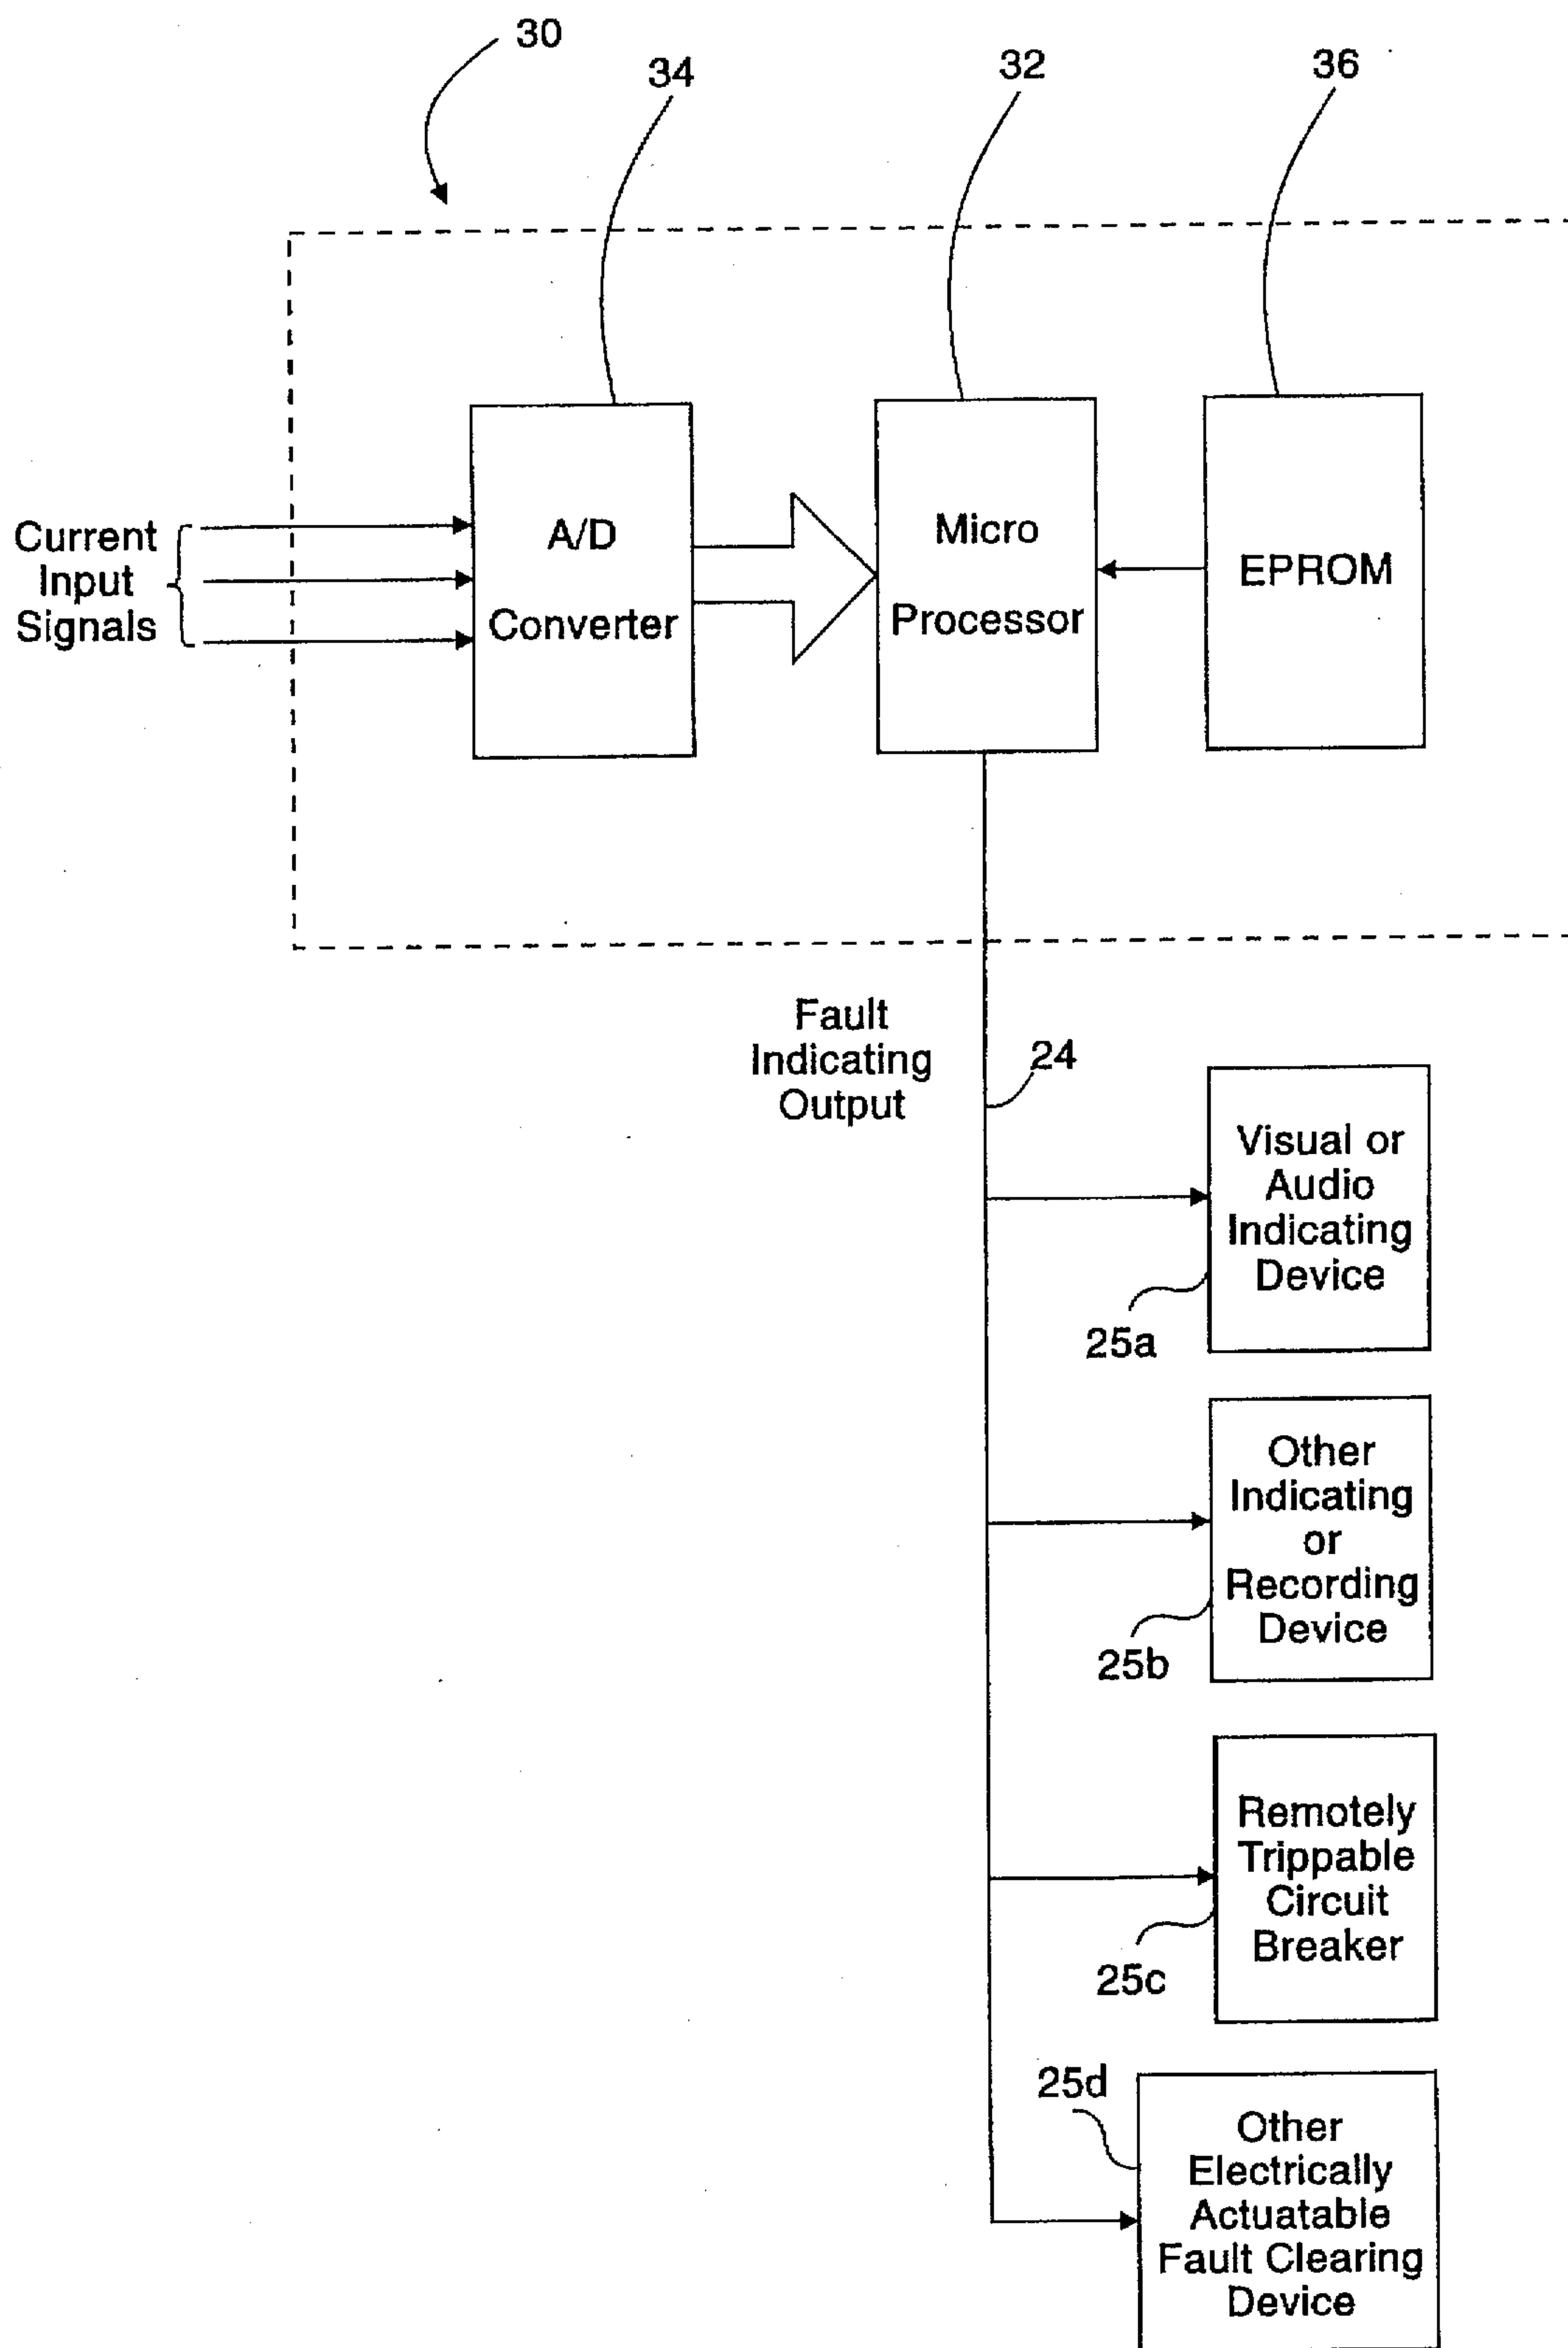 30
34
32
36
Current
Input
Signals
A/D
Converter
Micro
Processor
EPROM
Fault
Indicating
Output
24
Visual or
Audio
Indicating
Device
25a
Other
Indicating
or
Recording
Device
25b
Remotely
Trippable
Circuit
Breaker
25c
25d
Other
Electrically
Actuatable
Fault Clearing
Device